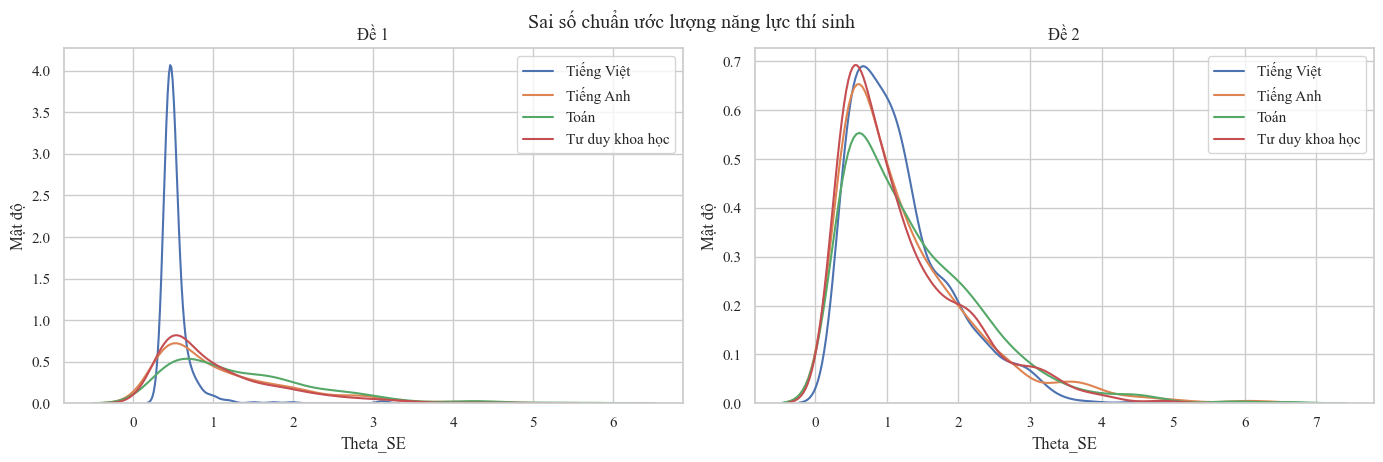 Sai số chuẩn ước lượng năng lực thí sinh
Đề 1
Mật độ
4.0
3.5
3.0
2.5
2.0
1.5
1.0
0.5
0.0
0 1 2 3 4 5 6
Theta_SE
Tiếng Việt
Tiếng Anh
Toán
Tư duy khoa học
Đề 2
Mật độ
0.7
0.6
0.5
0.4
0.3
0.2
0.1
0.0
0 1 2 3 4 5 6 7
Theta_SE
Tiếng Việt
Tiếng Anh
Toán
Tư duy khoa học